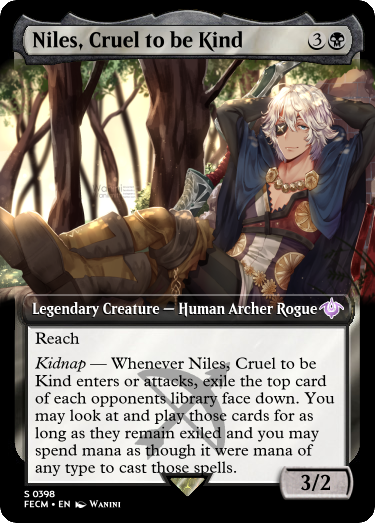 Niles, Cruel to be Kind 3
Legendary Creature — Human Archer Rogue
Reach
Kidnap — Whenever Niles, Cruel to be
Kind enters or attacks, exile the top card
of each opponents library face down. You
may look at and play those cards for as
long as they remain exiled and you may
spend mana as though it were mana of
any type to cast those spells.
3/2
S 0398
FECM • EN Wanini